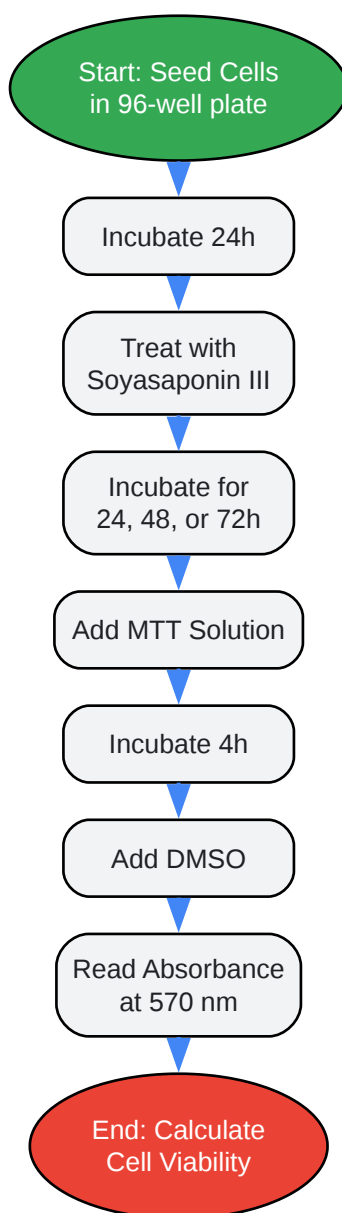 Start: Seed Cells
in 96-well plate
Incubate 24h
Treat with
Soyasaponin III
Incubate for
24, 48, or 72h
Add MTT Solution
Incubate 4h
Add DMSO
Read Absorbance
at 570 nm
End: Calculate
Cell Viability